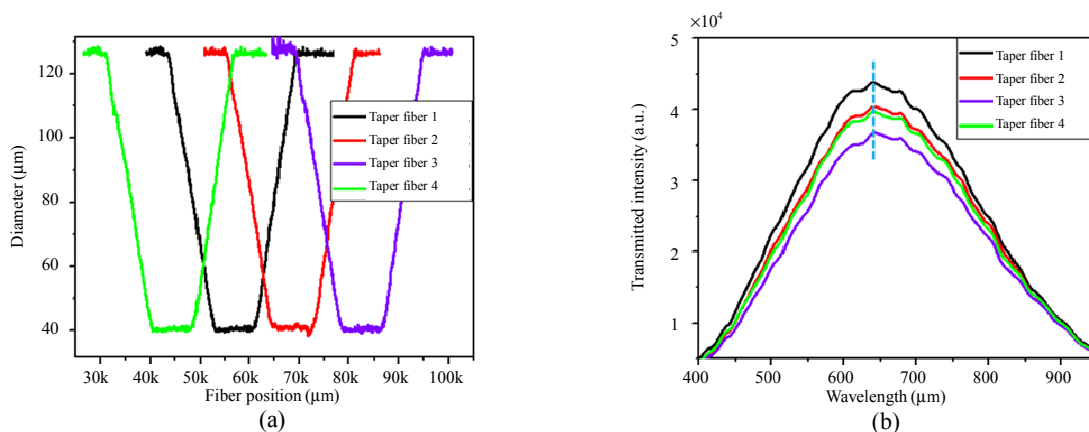 Diameter (μm)
120
100
80
60
40
30k 40k 50k 60k 70k 80k 90k 100k
Fiber position (μm)
Taper fiber 1
Taper fiber 2
Taper fiber 3
Taper fiber 4
(a)
×10⁴
Transmitted intensity (a.u.)
5
4
3
2
1
400 500 600 700 800 900
Wavelength (μm)
Taper fiber 1
Taper fiber 2
Taper fiber 3
Taper fiber 4
(b)